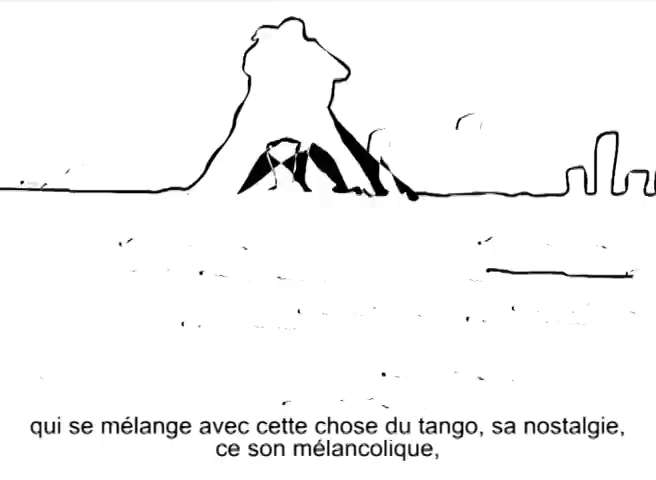 qui se mélange avec cette chose du tango, sa nostalgie,
ce son mélancolique,